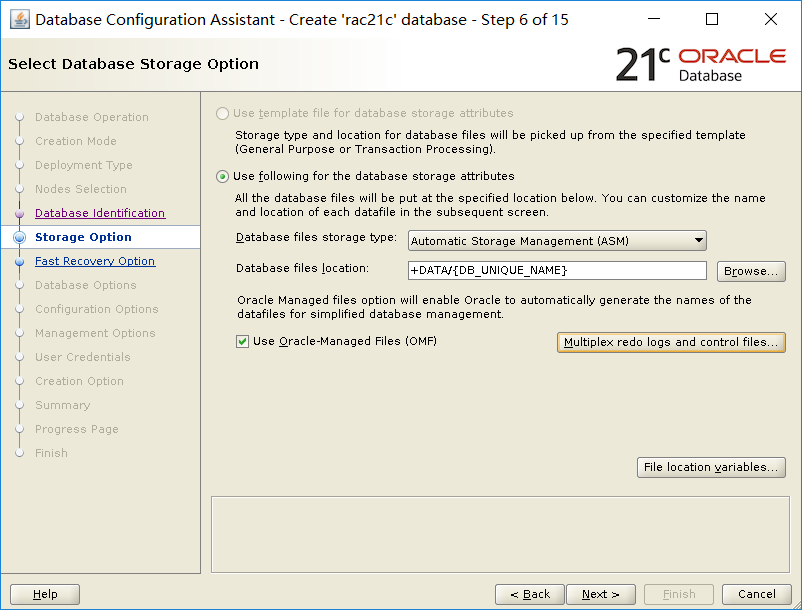 Database Configuration Assistant - Create 'rac21c' database - Step 6 of 15
Select Database Storage Option
21c ORACLE
Database
Database Operation
Creation Mode
Deployment Type
Nodes Selection
Database Identification
Storage Option
Fast Recovery Option
Database Options
Configuration Options
Management Options
User Credentials
Creation Option
Summary
Progress Page
Finish
Use template file for database storage attributes
Storage type and location for database files will be picked up from the specified template
(General Purpose or Transaction Processing).
Use following for the database storage attributes
All the database files will be put at the specified location below. You can customize the name
and location of each datafile in the subsequent screen.
Database files storage type: Automatic Storage Management (ASM)
Database files location: +DATA/{DB_UNIQUE_NAME} Browse...
Oracle Managed files option will enable Oracle to automatically generate the names of the
datafiles for simplified database management.
Use Oracle-Managed Files (OMF) Multiplex redo logs and control files...
File location variables...
Help < Back Next > Finish Cancel